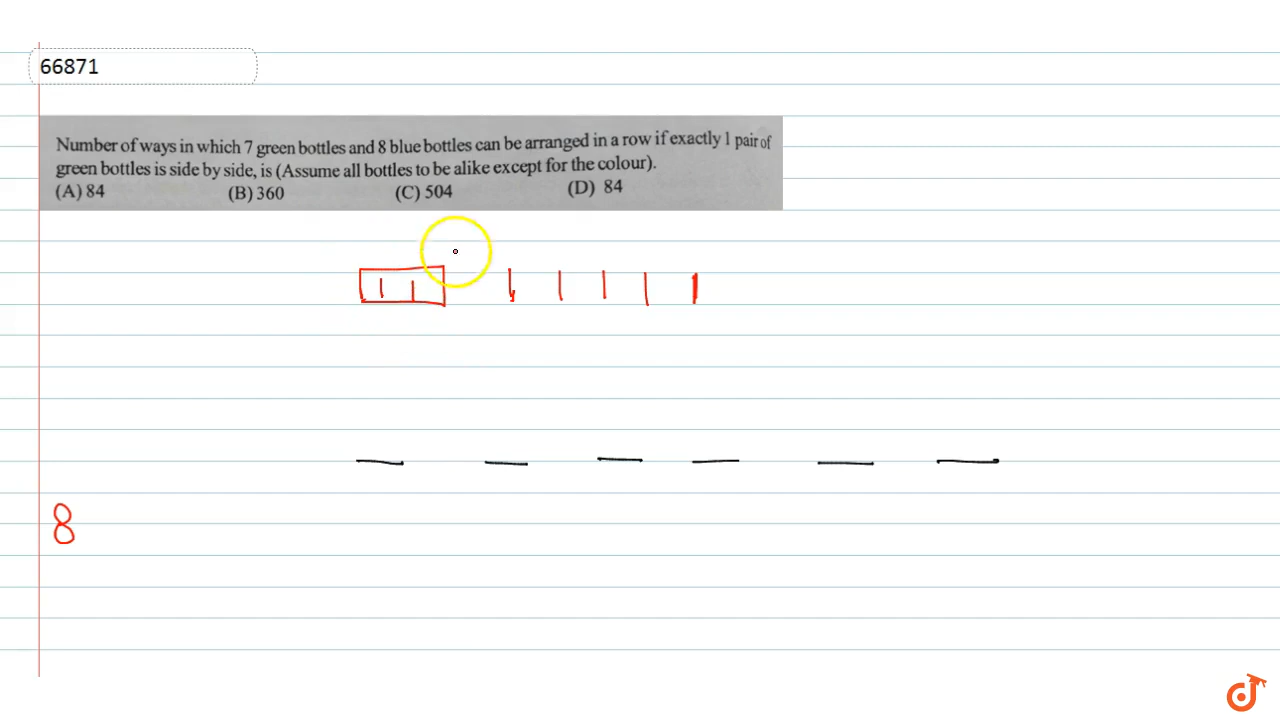 66871
Number of ways in which 7 green bottles and 8 blue bottles can be arranged in a row if exactly 1 pair of
green bottles is side by side, is (Assume all bottles to be alike except for the colour).
(A) 84 (B) 360 (C) 504 (D) 84
8